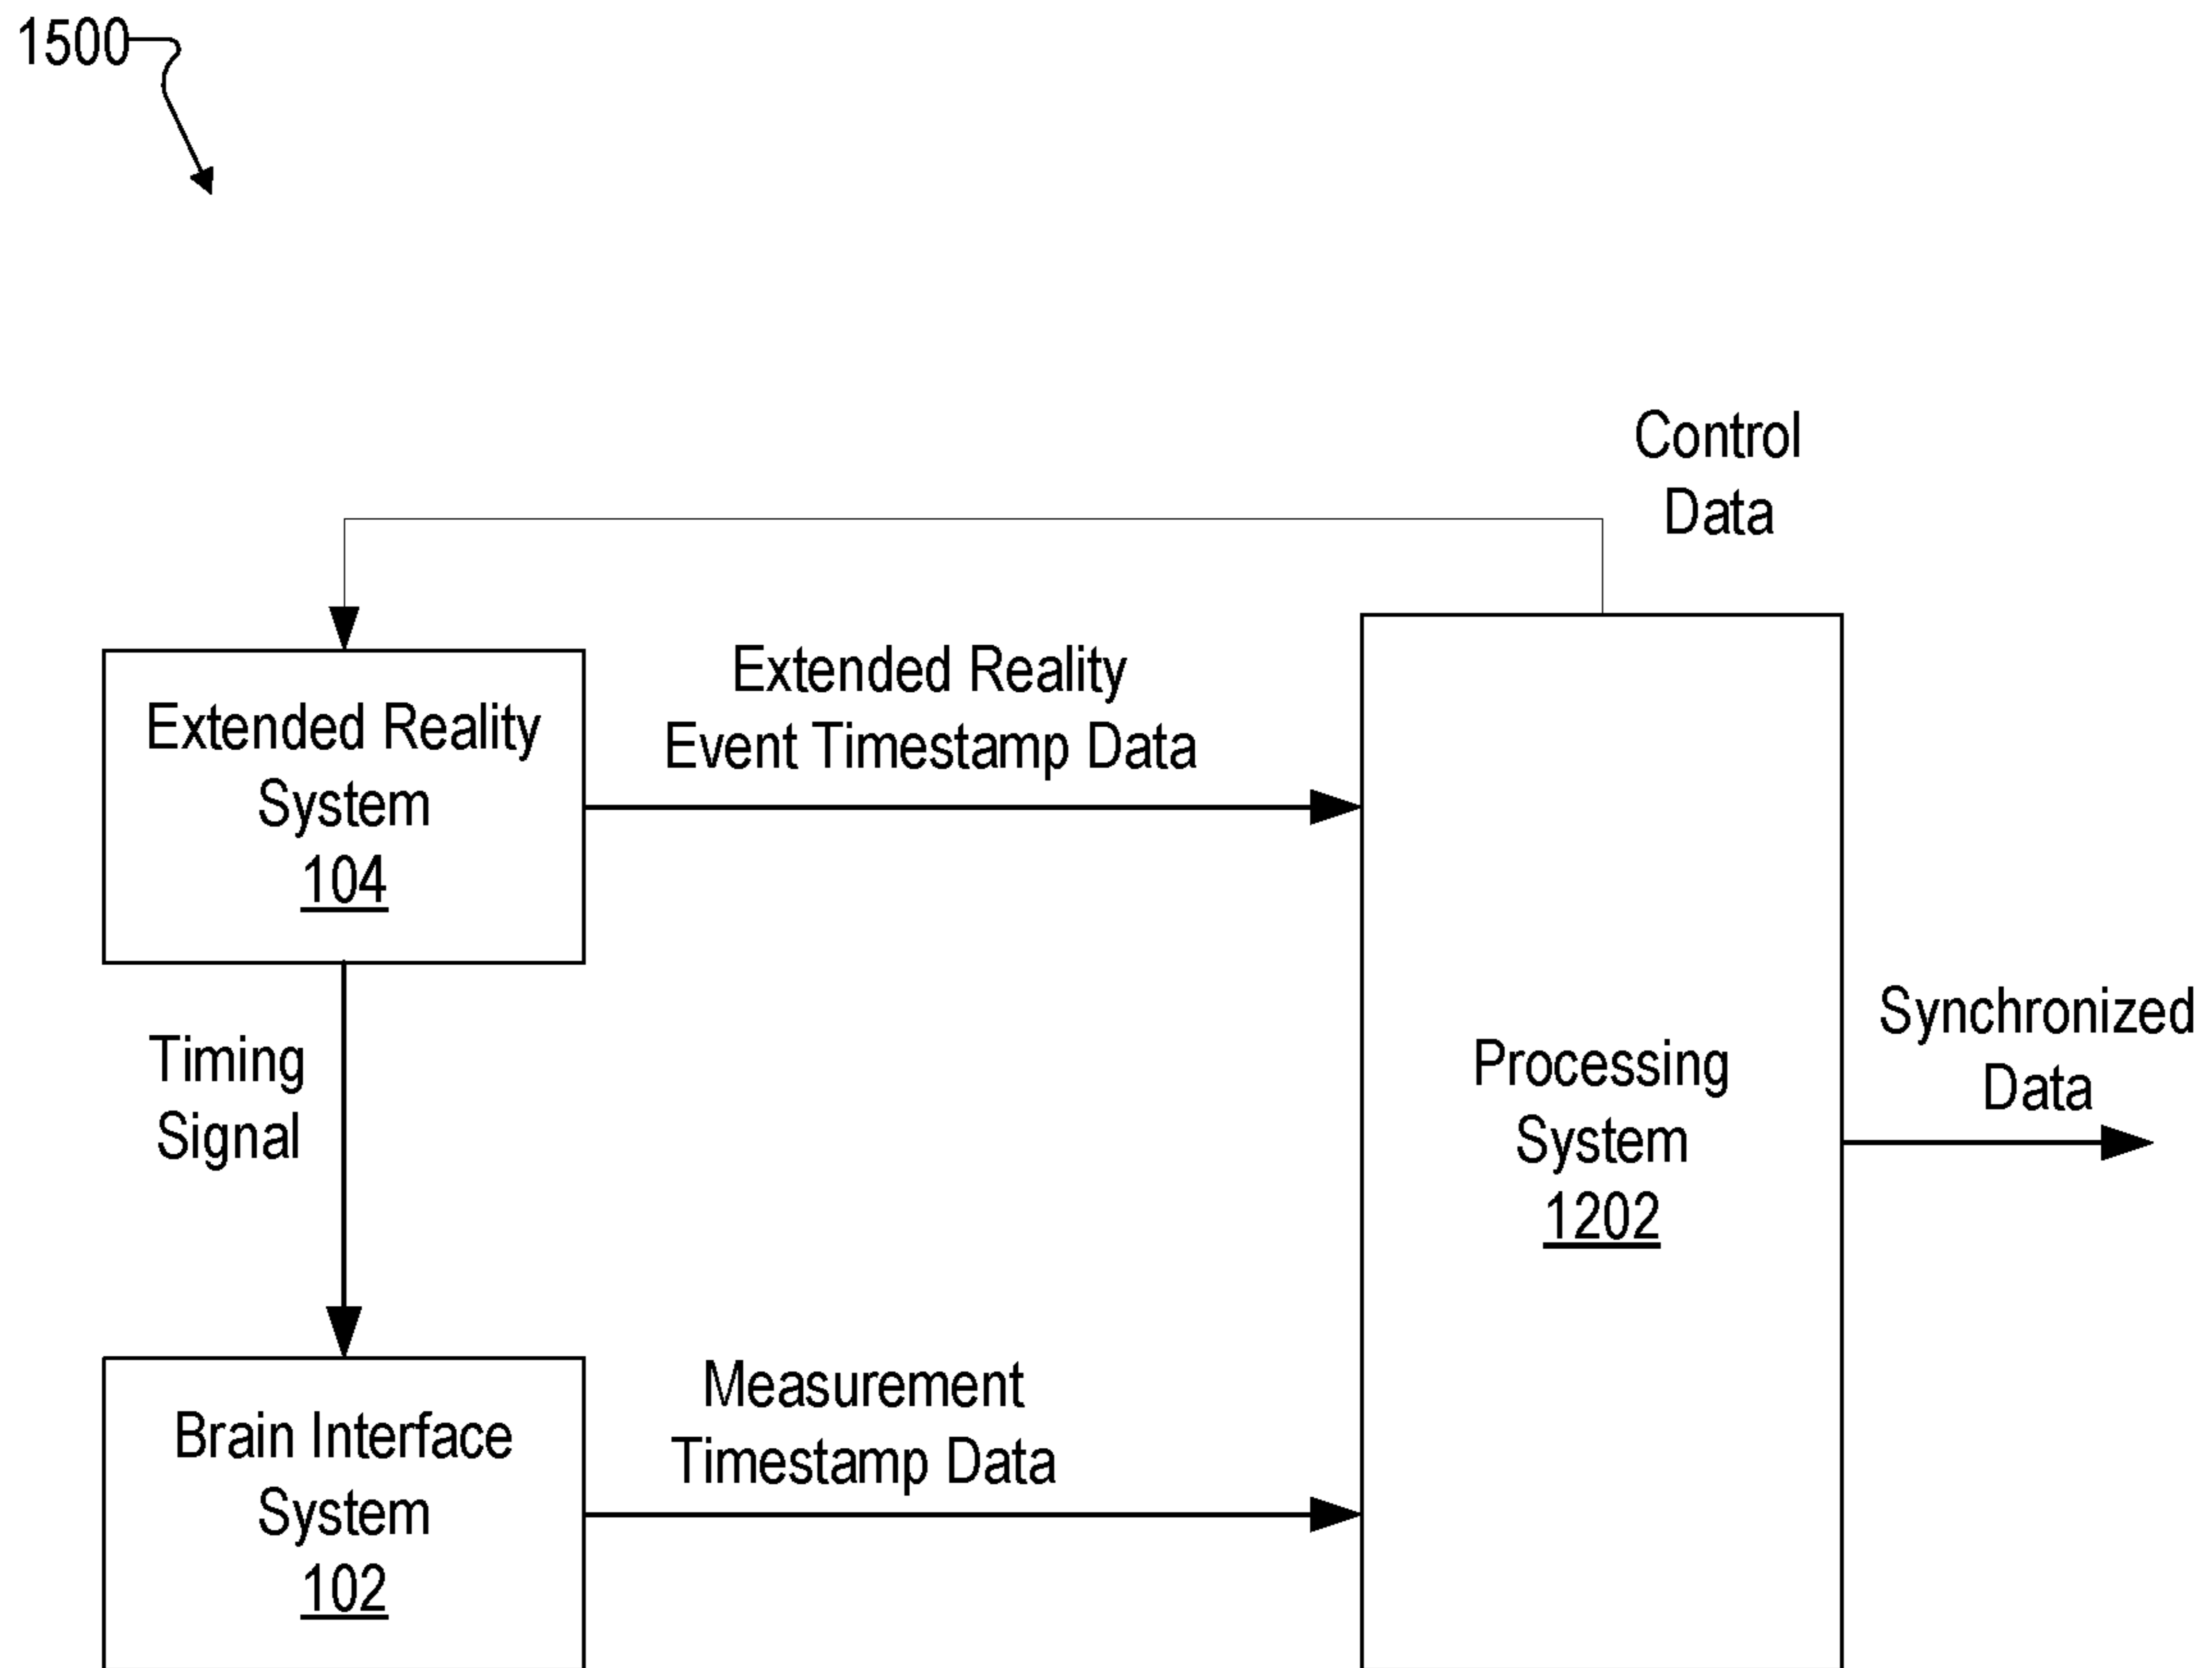 1500
Control
Data
Extended Reality
Event Timestamp Data
Extended Reality
System
104
Timing
Signal
Synchronized
Data
Processing
System
1202
Measurement
Timestamp Data
Brain Interface
System
102